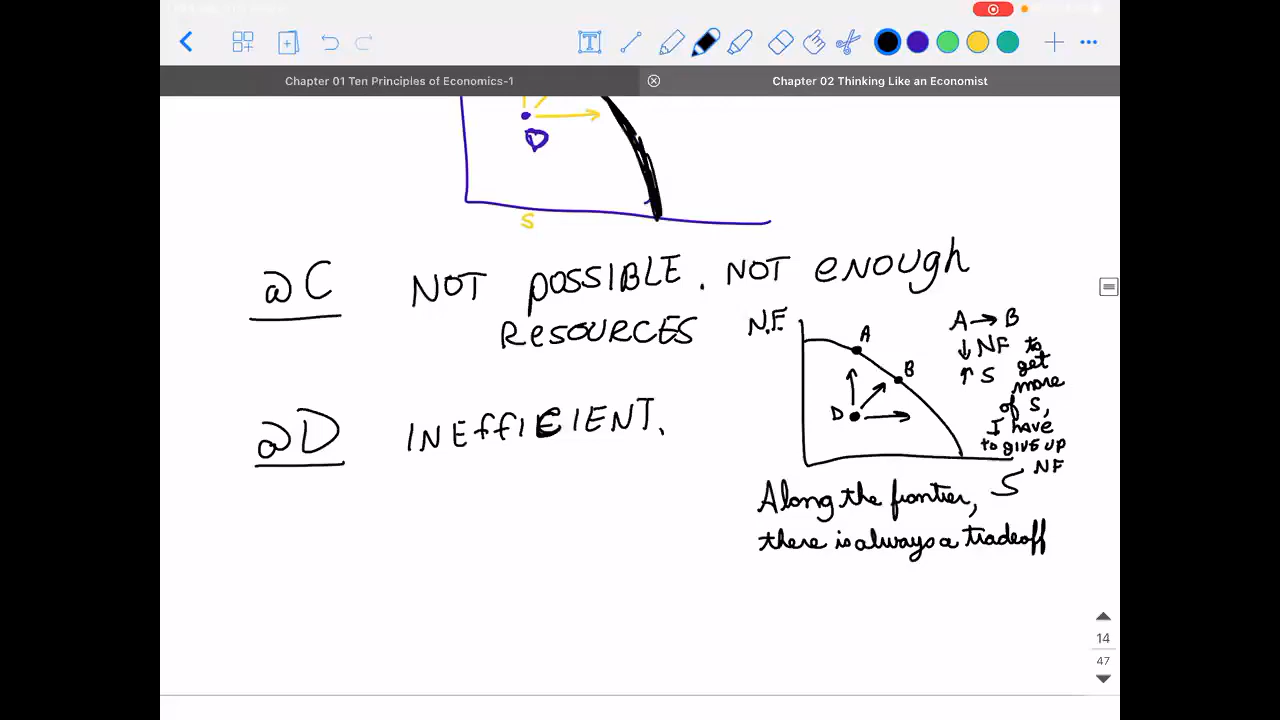 Chapter 01 Ten Principles of Economics-1
Chapter 02 Thinking Like an Economist
D
S
@C NOT POSSIBLE. NOT ENOUGH
RESOURCES
@D INEFFICIENT.
N.F.
A
B
D
S
A → B
↓ NF to
↑ S get
more
of S,
I have
to give up
NF
Along the frontier,
there is always a tradeoff
14
47